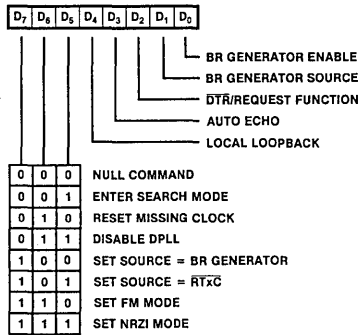 D7 D6 D5 D4 D3 D2 D1 D0
BR GENERATOR ENABLE
BR GENERATOR SOURCE
D̅T̅R̅/REQUEST FUNCTION
AUTO ECHO
LOCAL LOOPBACK
0 0 0 NULL COMMAND
0 0 1 ENTER SEARCH MODE
0 1 0 RESET MISSING CLOCK
0 1 1 DISABLE DPLL
1 0 0 SET SOURCE = BR GENERATOR
1 0 1 SET SOURCE = R̅T̅x̅C̅
1 1 0 SET FM MODE
1 1 1 SET NRZI MODE